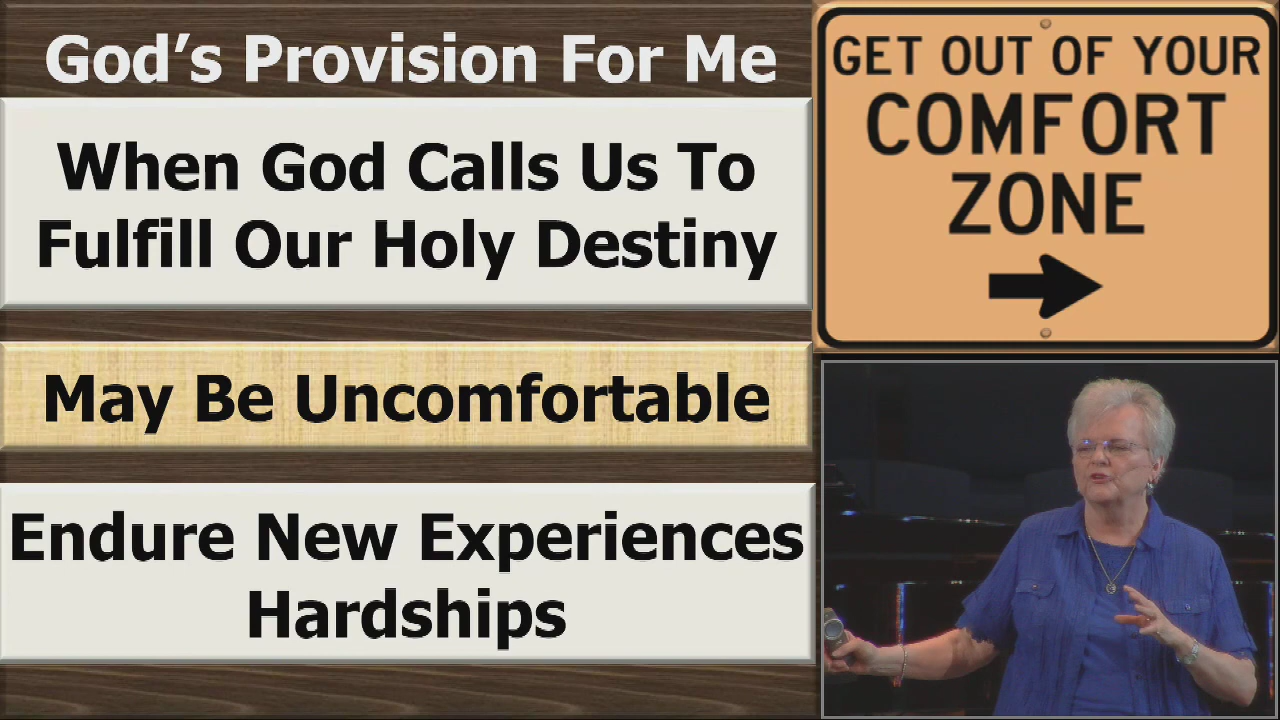 God's Provision For Me
When God Calls Us To
Fulfill Our Holy Destiny
May Be Uncomfortable
Endure New Experiences
Hardships
GET OUT OF YOUR
COMFORT
ZONE